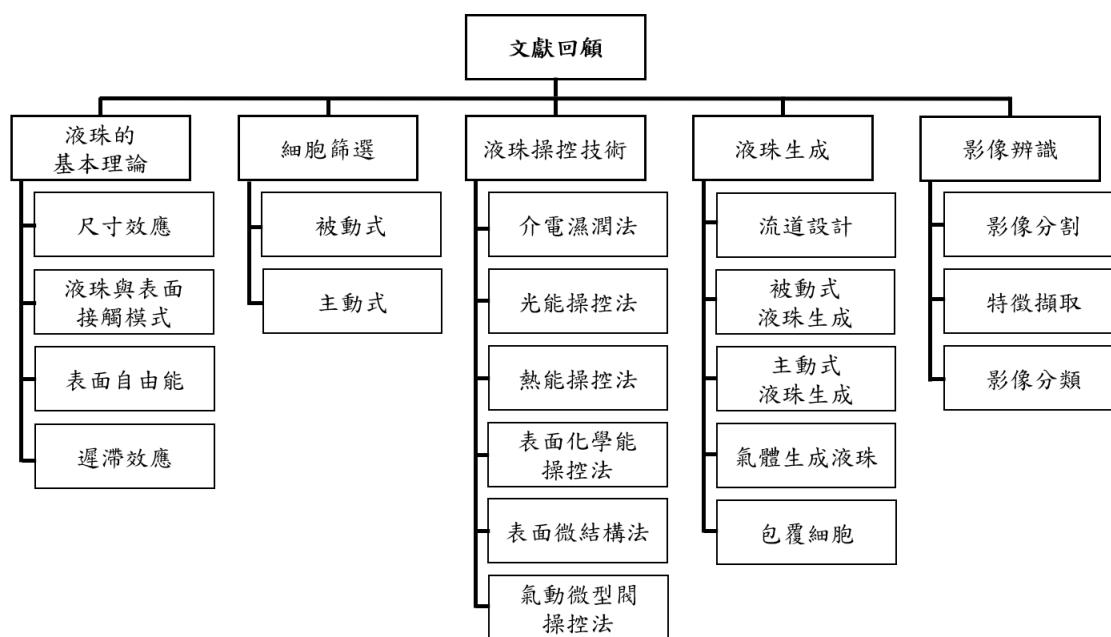 文獻回顧
液珠的
基本理論
尺寸效應
液珠與表面
接觸模式
表面自由能
遲滯效應
細胞篩選
被動式
主動式
液珠操控技術
介電濕潤法
光能操控法
熱能操控法
表面化學能
操控法
表面微結構法
氣動微型閥
操控法
液珠生成
流道設計
被動式
液珠生成
主動式
液珠生成
氣體生成液珠
包覆細胞
影像辨識
影像分割
特徵擷取
影像分類